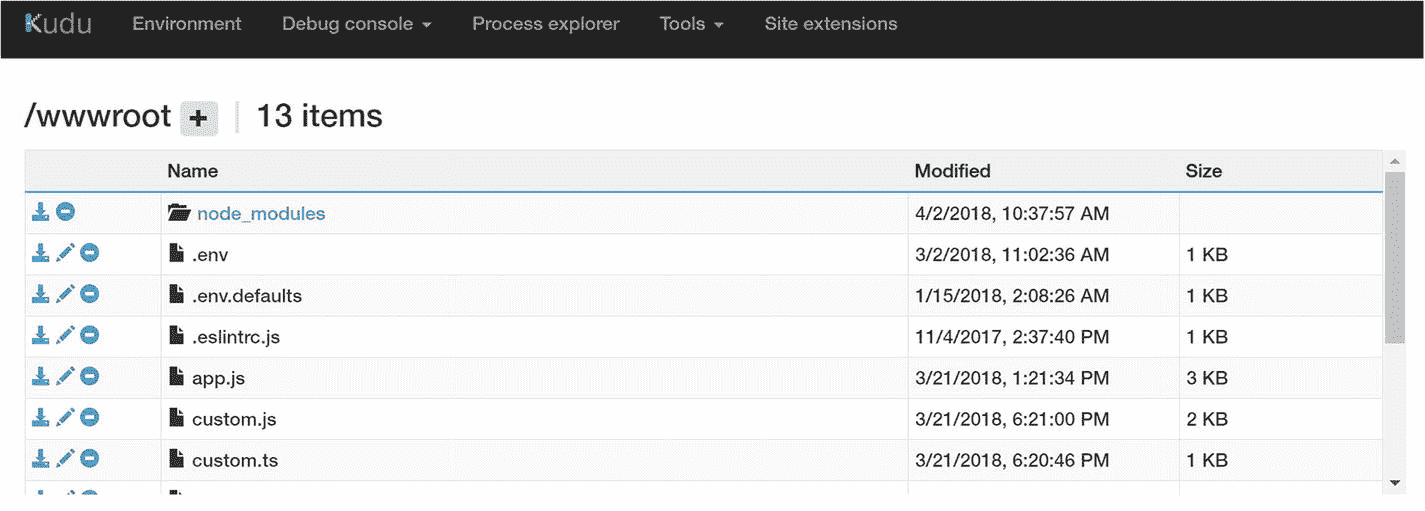 Kudu Environment Debug console Process explorer Tools Site extensions
/wwwroot + 13 items
Name Modified Size
node_modules 4/2/2018, 10:37:57 AM
.env 3/2/2018, 11:02:36 AM 1 KB
.env.defaults 1/15/2018, 2:08:26 AM 1 KB
.eslintrc.js 11/4/2017, 2:37:40 PM 1 KB
app.js 3/21/2018, 1:21:34 PM 3 KB
custom.js 3/21/2018, 6:21:00 PM 2 KB
custom.ts 3/21/2018, 6:20:46 PM 1 KB